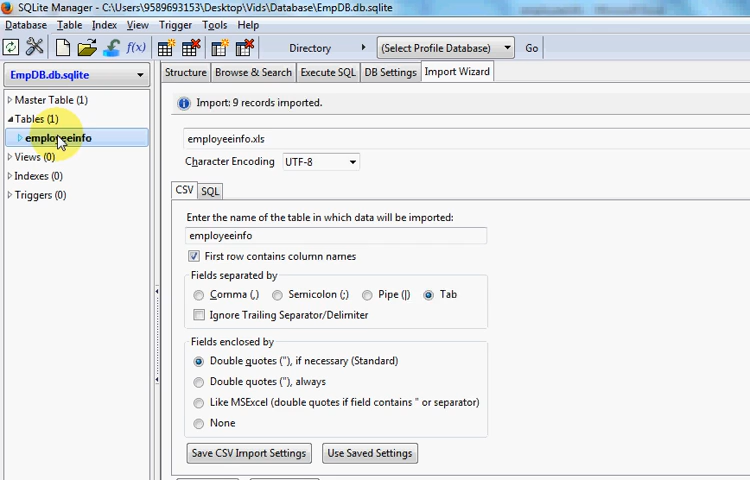 SQLite Manager - C:\Users\9589693153\Desktop\Vids\Database\EmpDB.db.sqlite
Database Table Index View Trigger Tools Help
f(x) Directory (Select Profile Database) Go
EmpDB.db.sqlite
Structure Browse & Search Execute SQL DB Settings Import Wizard
Master Table (1)
Tables (1)
employeeinfo
Views (0)
Indexes (0)
Triggers (0)
Import: 9 records imported.
employeeinfo.xls
Character Encoding UTF-8
CSV SQL
Enter the name of the table in which data will be imported:
employeeinfo
First row contains column names
Fields separated by
Comma (,) Semicolon (;) Pipe (|) Tab
Ignore Trailing Separator/Delimiter
Fields enclosed by
Double quotes ("), if necessary (Standard)
Double quotes ("), always
Like MSExcel (double quotes if field contains " or separator)
None
Save CSV Import Settings Use Saved Settings